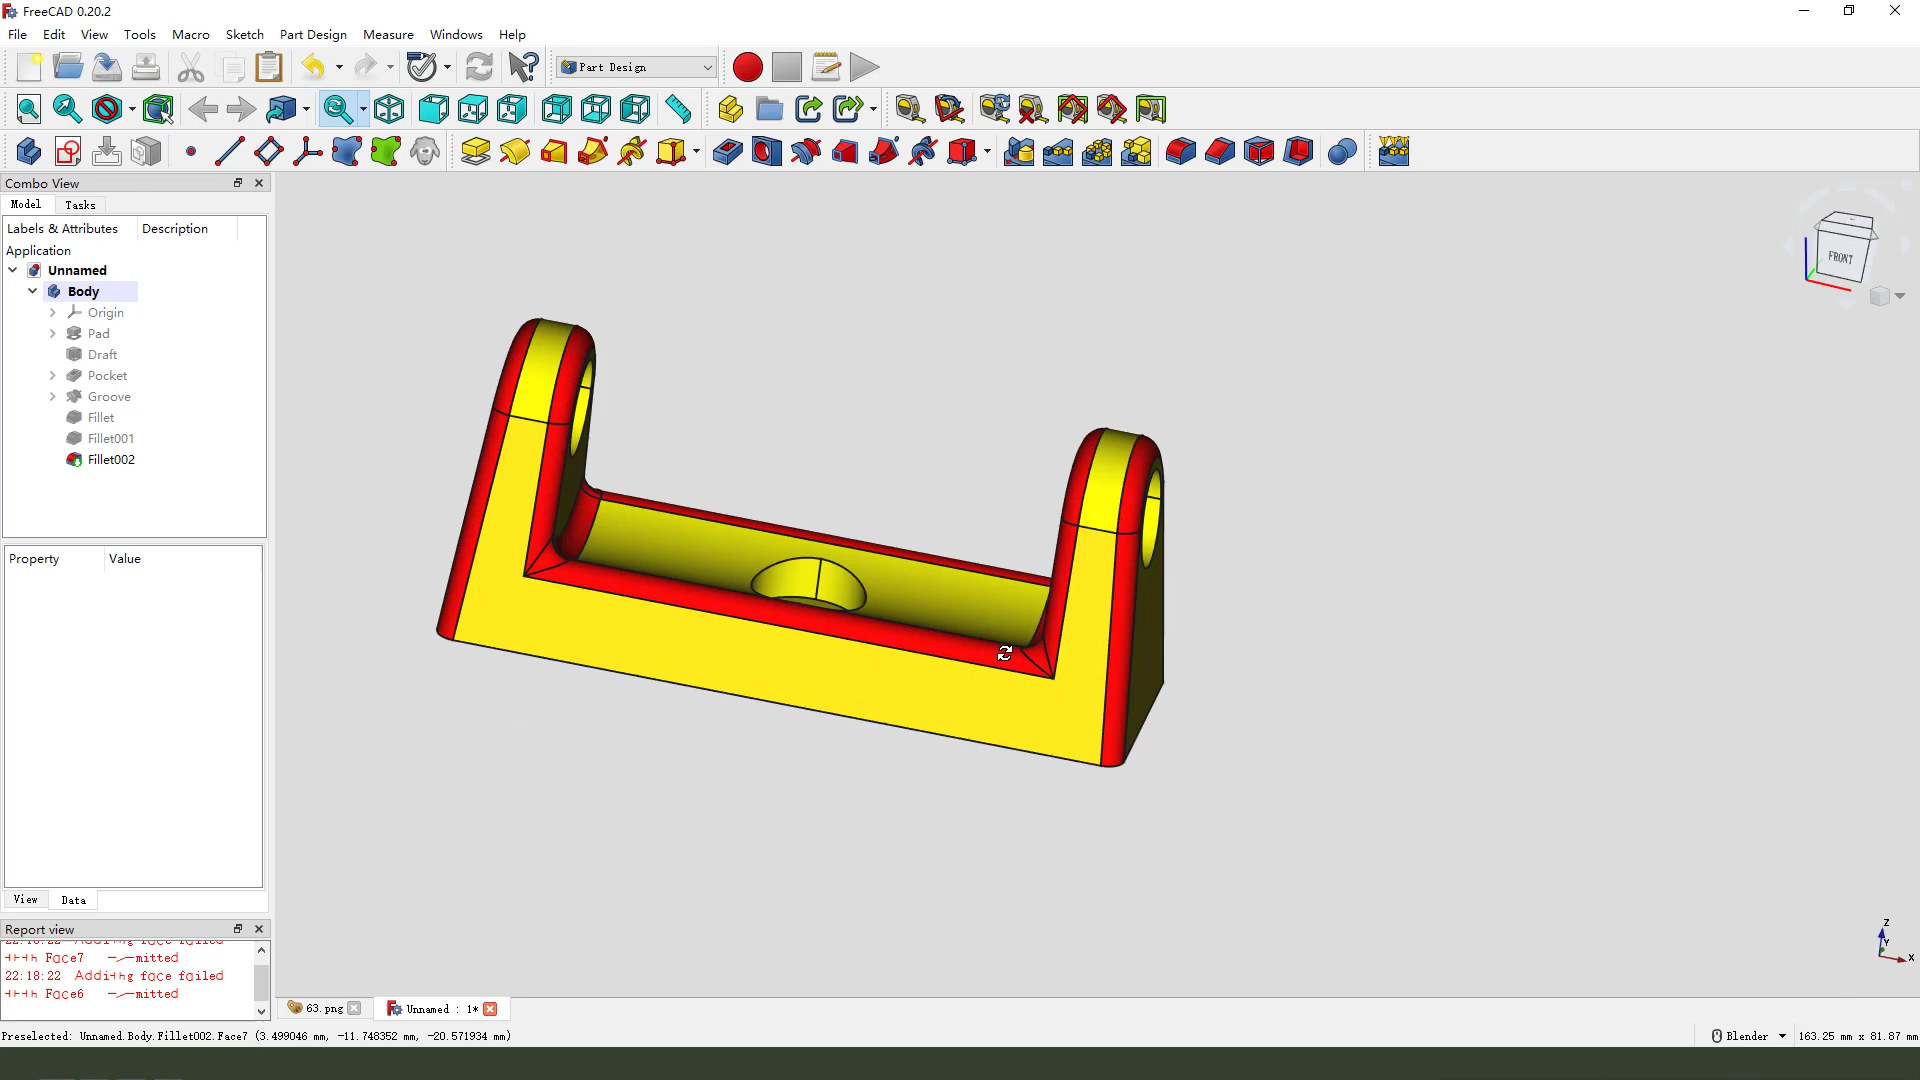 FreeCAD 0.20.2
File Edit View Tools Macro Sketch Part Design Measure Windows Help
Part Design
Combo View
Model Tasks
Labels & Attributes Description
Application
Unnamed
Body
Origin
Pad
Draft
Pocket
Groove
Fillet
Fillet001
Fillet002
FRONT
Property Value
View Data
Report view
Face7
22:18:22 Adding face failed
Face6
Z
Y
X
63.png Unnamed : 1*
Preselected: Unnamed.Body.Fillet002.Face7 (3.499046 mm, -11.748352 mm, -20.571934 mm)
Blender 163.25 mm x 81.87 mm